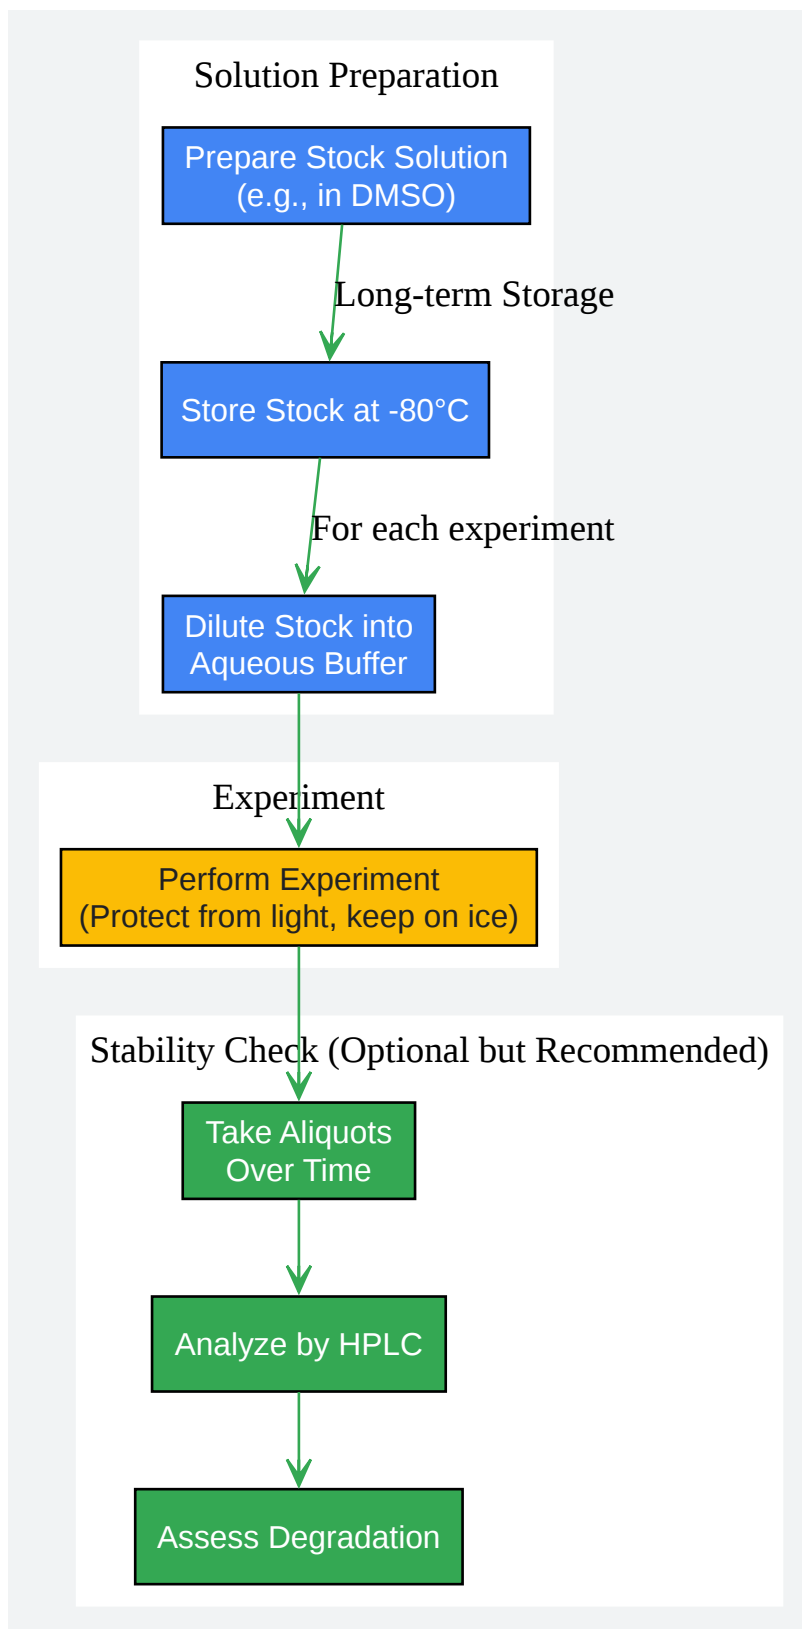 Solution Preparation
Prepare Stock Solution
(e.g., in DMSO)
Long-term Storage
Store Stock at -80°C
For each experiment
Dilute Stock into
Aqueous Buffer
Experiment
Perform Experiment
(Protect from light, keep on ice)
Stability Check (Optional but Recommended)
Take Aliquots
Over Time
Analyze by HPLC
Assess Degradation